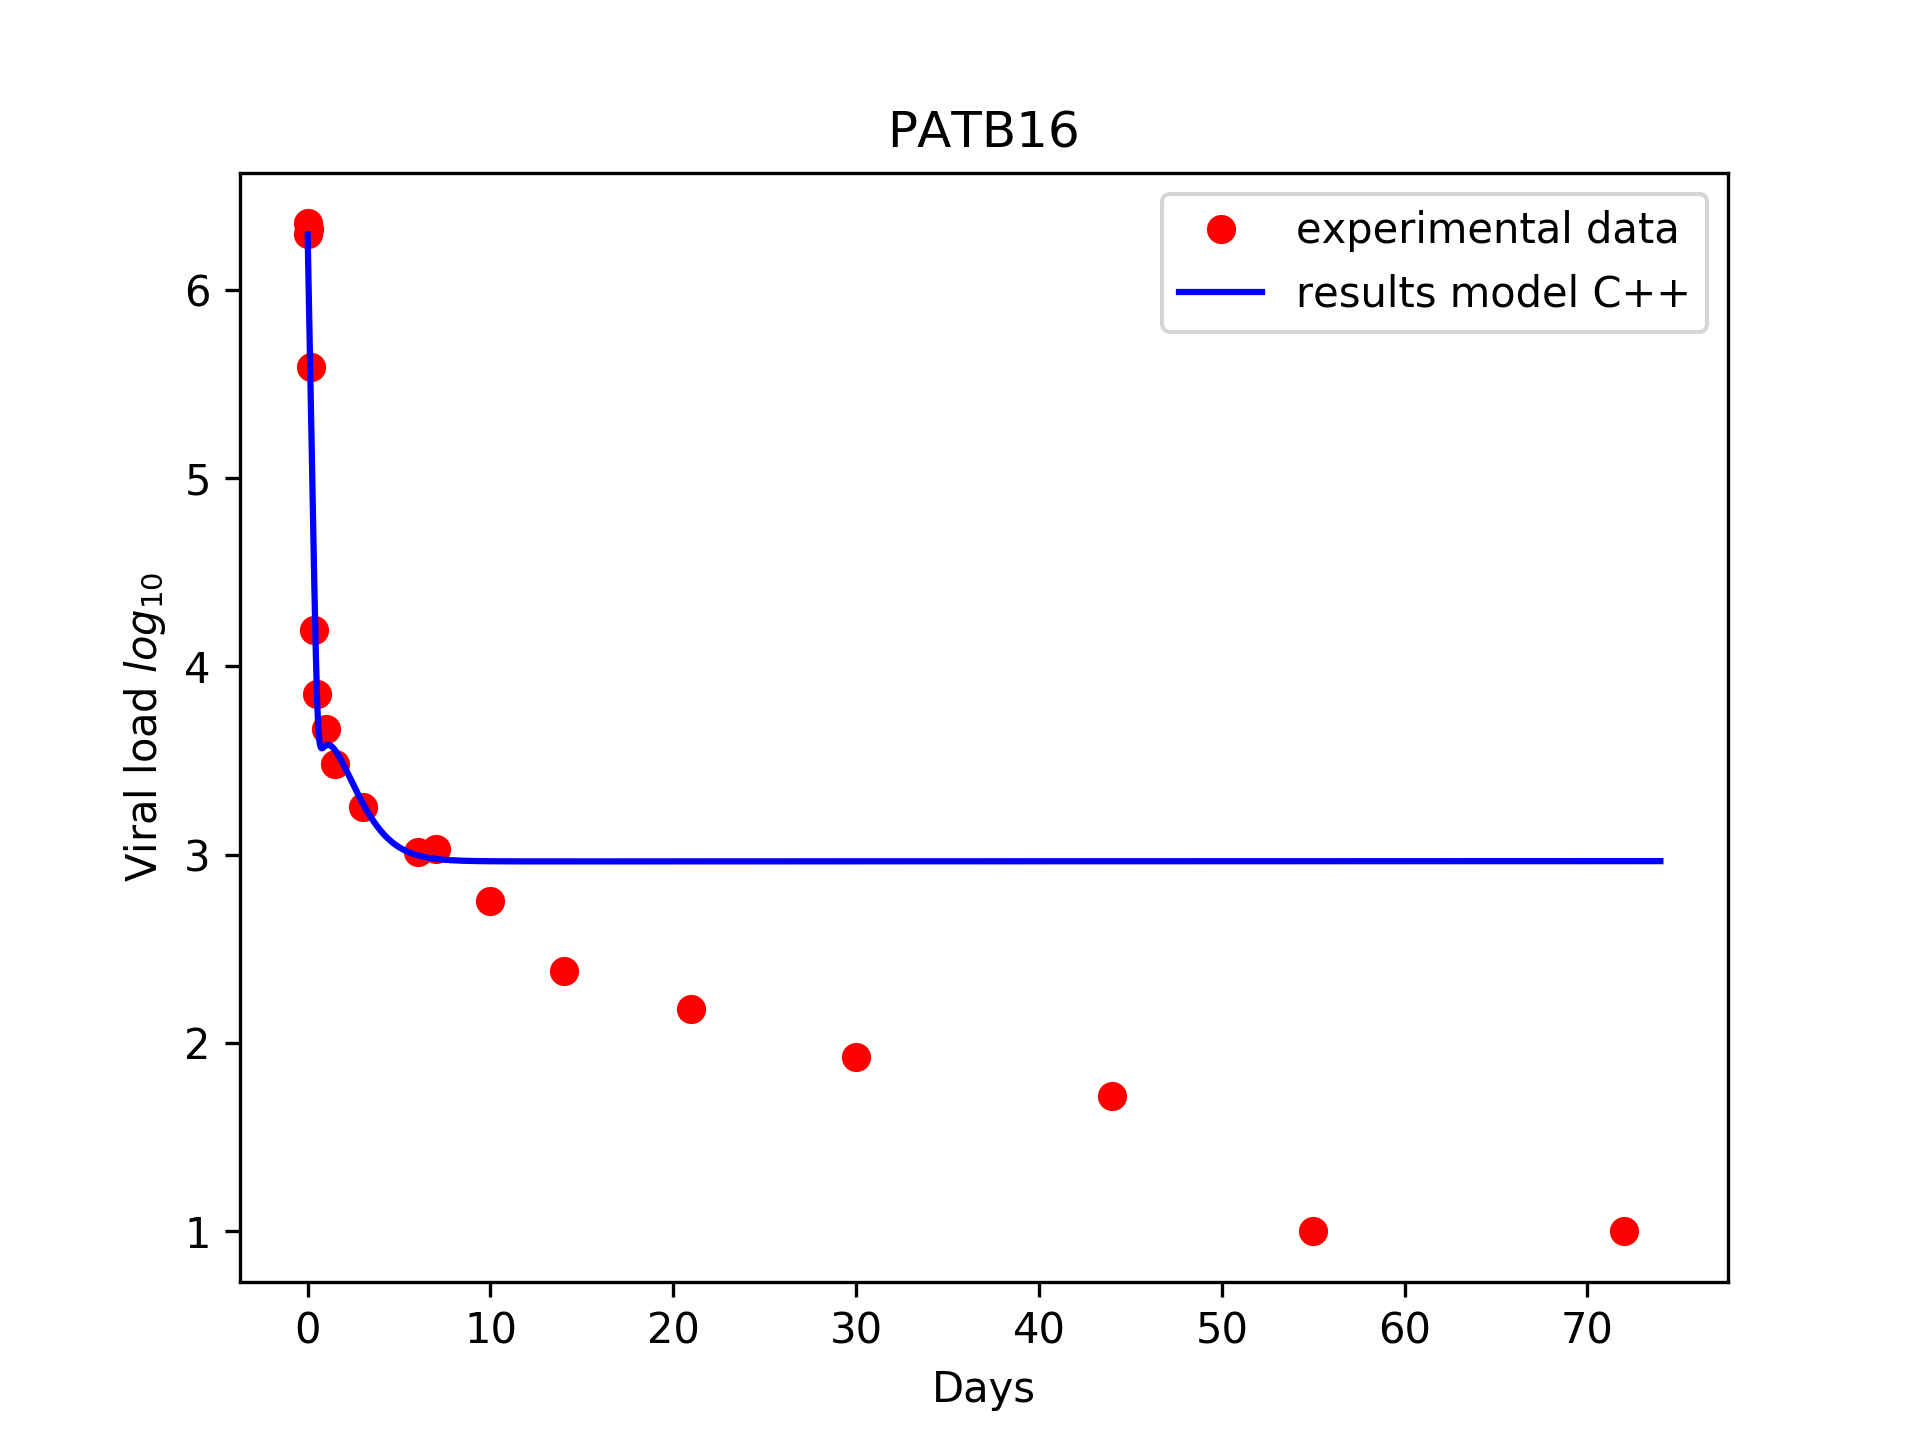 PATB16
experimental data
results model C++
6
5
4
3
2
1
Viral load log₁₀
0 10 20 30 40 50 60 70
Days